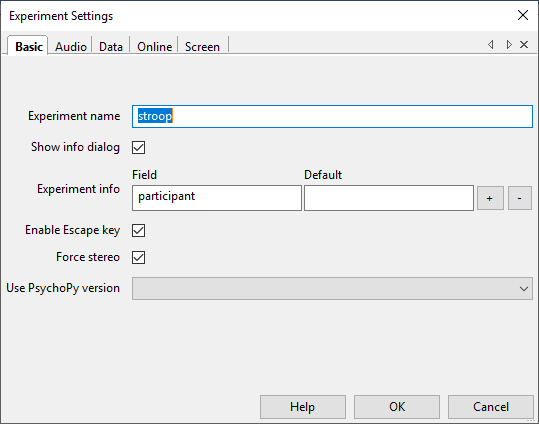 Experiment Settings
Basic Audio Data Online Screen
Experiment name stroop
Show info dialog
Field Default
Experiment info participant + -
Enable Escape key
Force stereo
Use PsychoPy version
Help OK Cancel